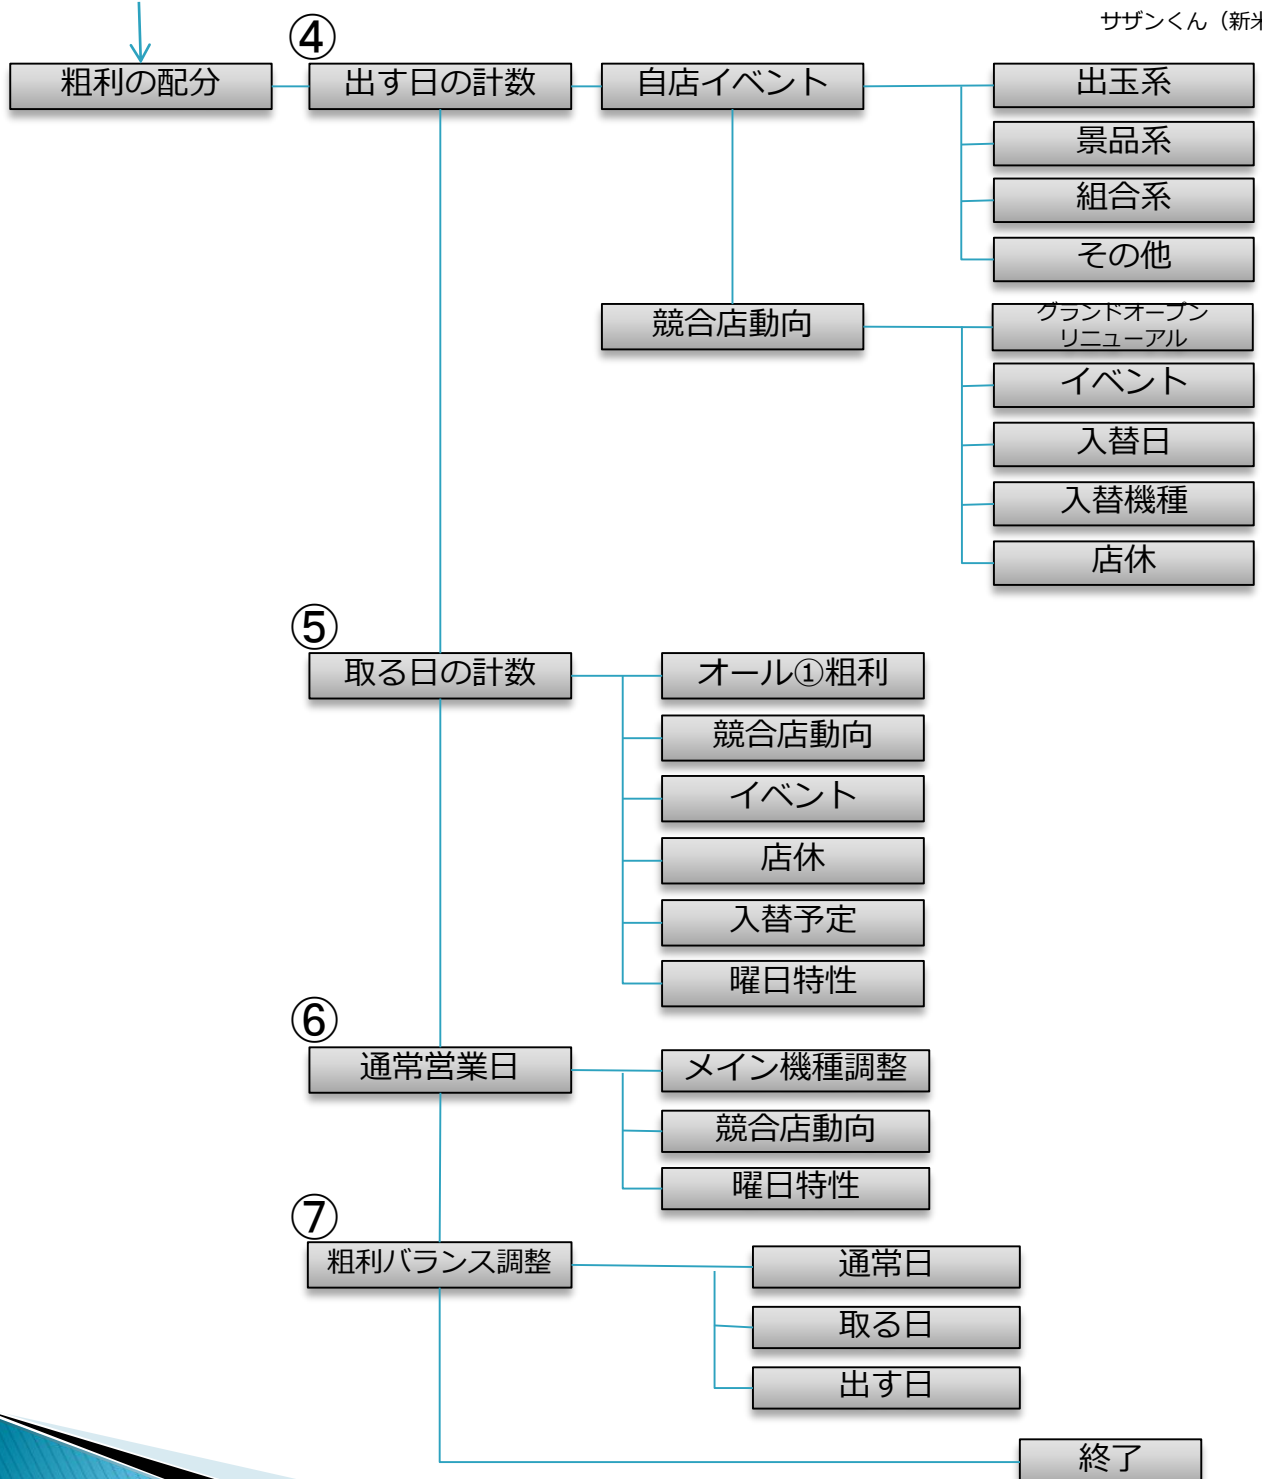 サザンくん（新
④
粗利の配分
出す日の計数
自店イベント
出玉系
景品系
組合系
その他
競合店動向
グランドオープン
リニューアル
イベント
入替日
入替機種
店休
⑤
取る日の計数
オール①粗利
競合店動向
イベント
店休
入替予定
曜日特性
⑥
通常営業日
メイン機種調整
競合店動向
曜日特性
⑦
粗利バランス調整
通常日
取る日
出す日
終了